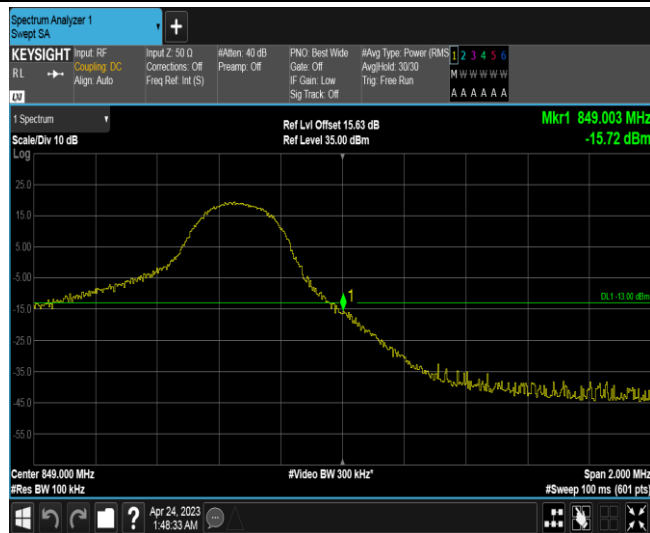 Spectrum Analyzer 1
Swept SA
+
KEYSIGHT
RL
LXI
Input: RF
Coupling: DC
Align: Auto
Input Z: 50 Ω
Corrections: Off
Freq Ref: Int (S)
#Atten: 40 dB
Preamp: Off
PNO: Best Wide
Gate: Off
IF Gain: Low
Sig Track: Off
#Avg Type: Power (RMS
Avg|Hold: 30/30
Trig: Free Run
1 2 3 4 5 6
M W W W W W
A A A A A A
1 Spectrum
Scale/Div 10 dB
Log
Ref Lvl Offset 15.63 dB
Ref Level 35.00 dBm
Mkr1 849.003 MHz
-15.72 dBm
25.0
15.0
5.00
-5.00
-15.0
-25.0
-35.0
-45.0
-55.0
1
DL1 -13.00 dBm
Center 849.000 MHz
#Res BW 100 kHz
#Video BW 300 kHz*
Span 2.000 MHz
#Sweep 100 ms (601 pts)
?
Apr 24, 2023
1:48:33 AM